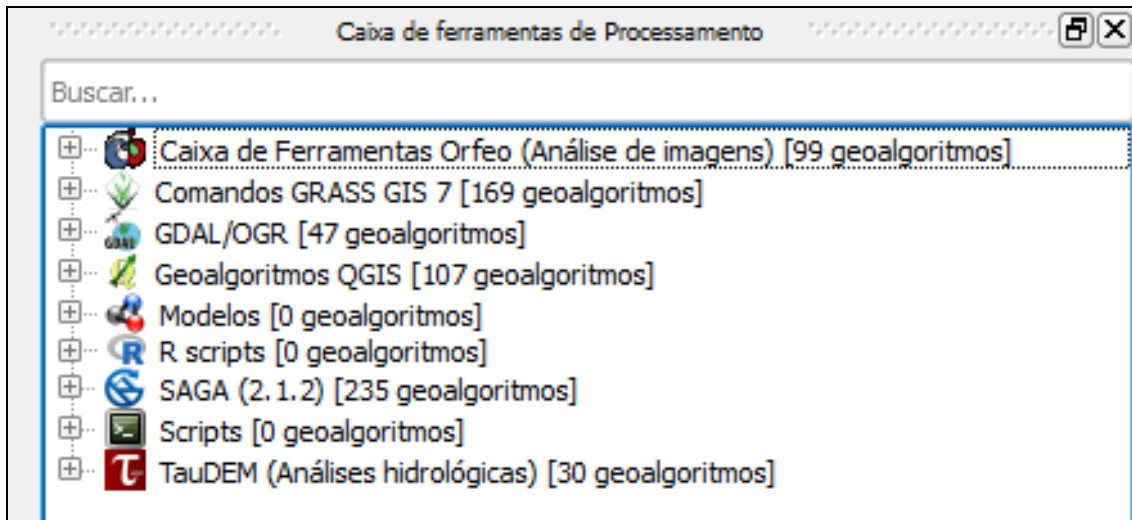 Caixa de ferramentas de Processamento
Buscar...
Caixa de Ferramentas Orfeo (Análise de imagens) [99 geoalgoritmos]
Comandos GRASS GIS 7 [169 geoalgoritmos]
GDAL/OGR [47 geoalgoritmos]
Geoalgoritmos QGIS [107 geoalgoritmos]
Modelos [0 geoalgoritmos]
R scripts [0 geoalgoritmos]
SAGA (2.1.2) [235 geoalgoritmos]
Scripts [0 geoalgoritmos]
TauDEM (Análises hidrológicas) [30 geoalgoritmos]